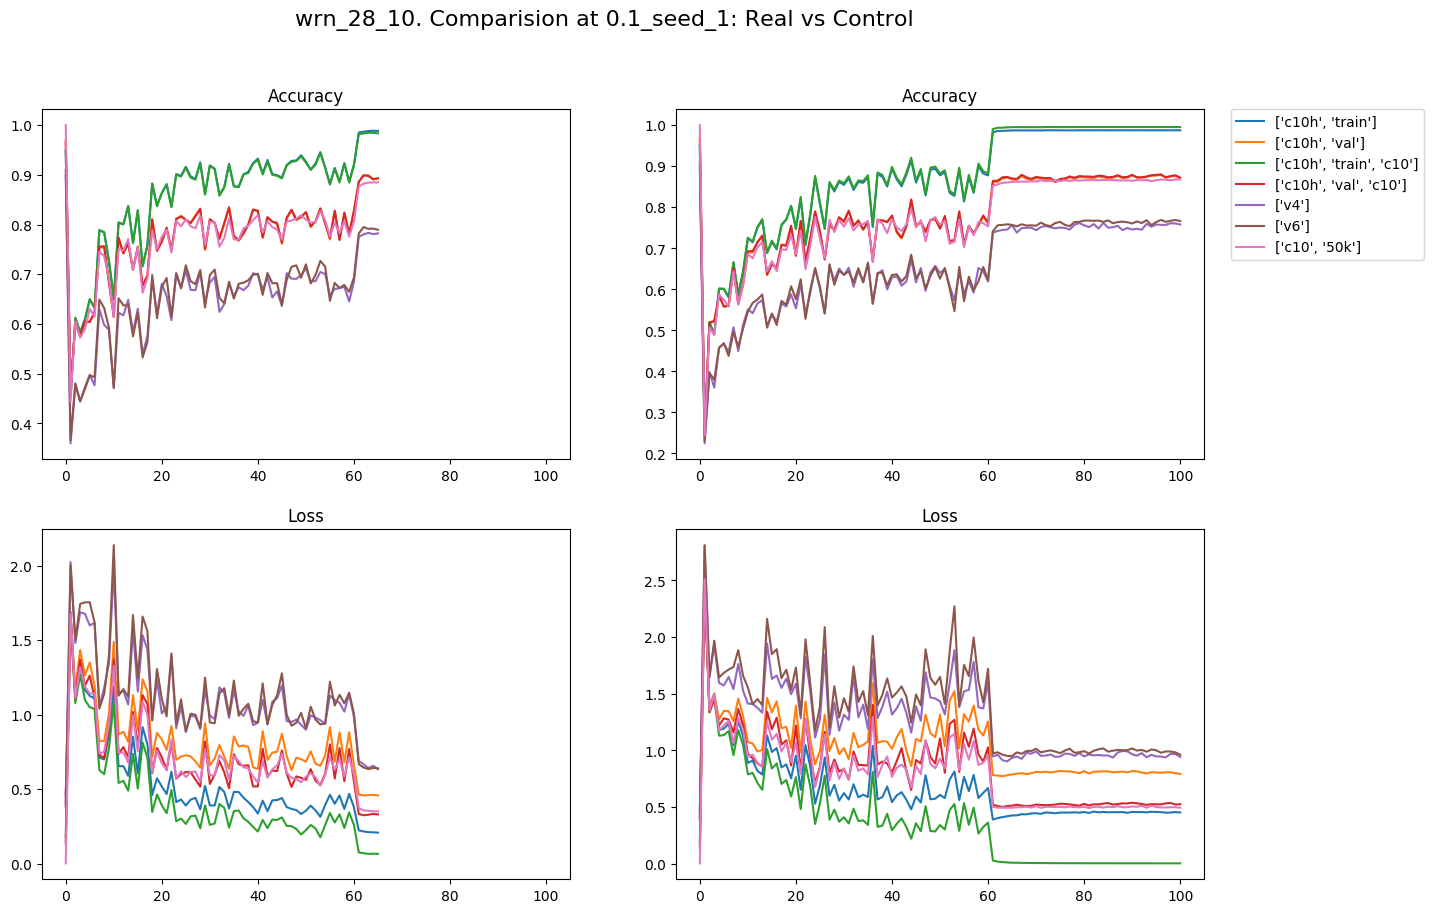 wrn_28_10. Comparision at 0.1_seed_1: Real vs Control
Accuracy
1.0
0.9
0.8
0.7
0.6
0.5
0.4
0 20 40 60 80 100
Accuracy
1.0
0.9
0.8
0.7
0.6
0.5
0.4
0.3
0.2
0 20 40 60 80 100
['c10h', 'train']
['c10h', 'val']
['c10h', 'train', 'c10']
['c10h', 'val', 'c10']
['v4']
['v6']
['c10', '50k']
Loss
2.0
1.5
1.0
0.5
0.0
0 20 40 60 80 100
Loss
2.5
2.0
1.5
1.0
0.5
0.0
0 20 40 60 80 100